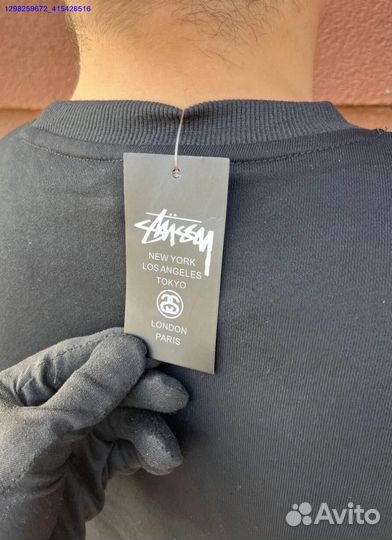 1298259672_415428516
Stüssy
NEW YORK
LOS ANGELES
TOKYO
LONDON
PARIS
Avito